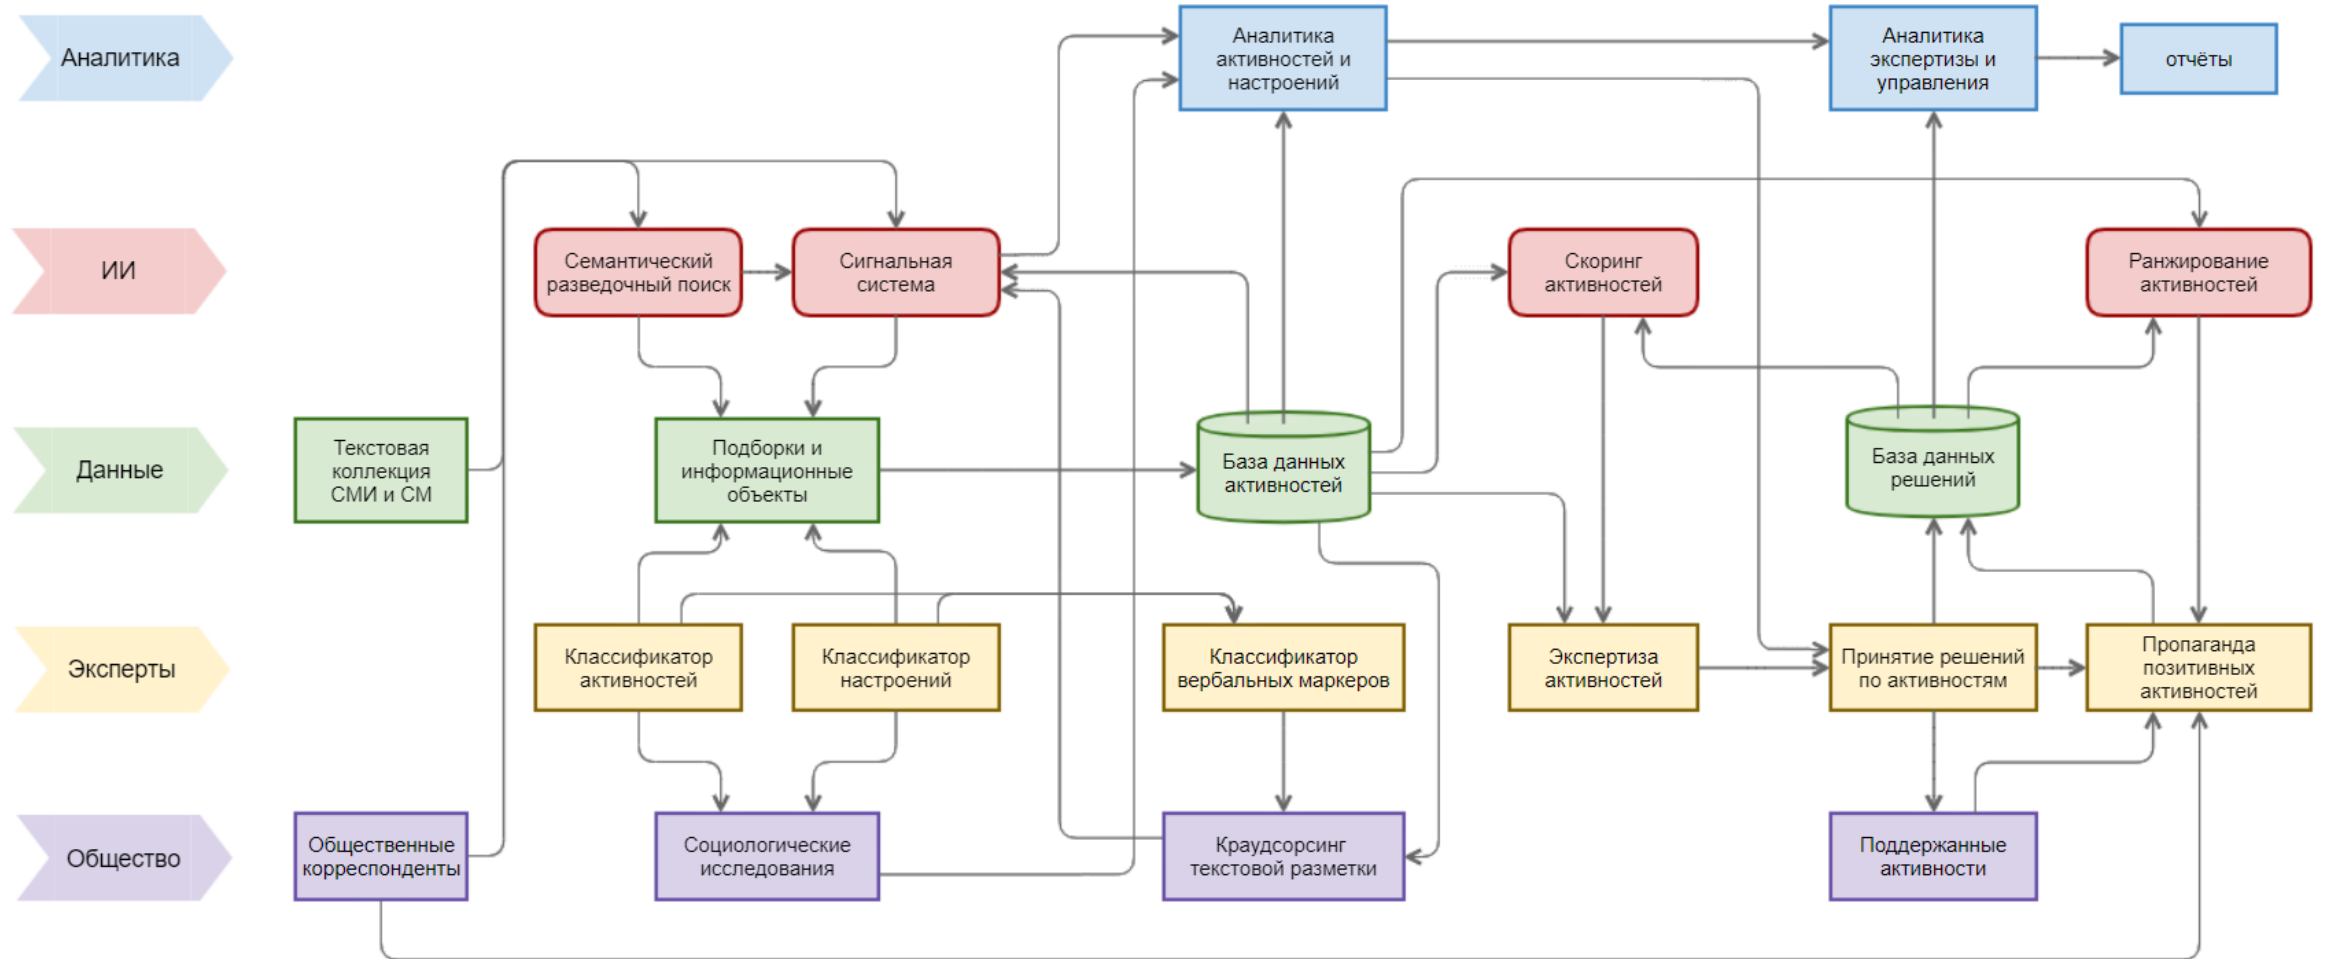 Аналитика
Аналитика
активностей и
настроений
Аналитика
экспертизы и
управления
отчёты
ИИ
Семантический
разведочный поиск
Сигнальная
система
Скоринг
активностей
Ранжирование
активностей
Данные
Текстовая
коллекция
СМИ и СМ
Подборки и
информационные
объекты
База данных
активностей
База данных
решений
Эксперты
Классификатор
активностей
Классификатор
настроений
Классификатор
вербальных маркеров
Экспертиза
активностей
Принятие решений
по активностям
Пропаганда
позитивных
активностей
Общество
Общественные
корреспонденты
Социологические
исследования
Краудсорсинг
текстовой разметки
Поддержанные
активности